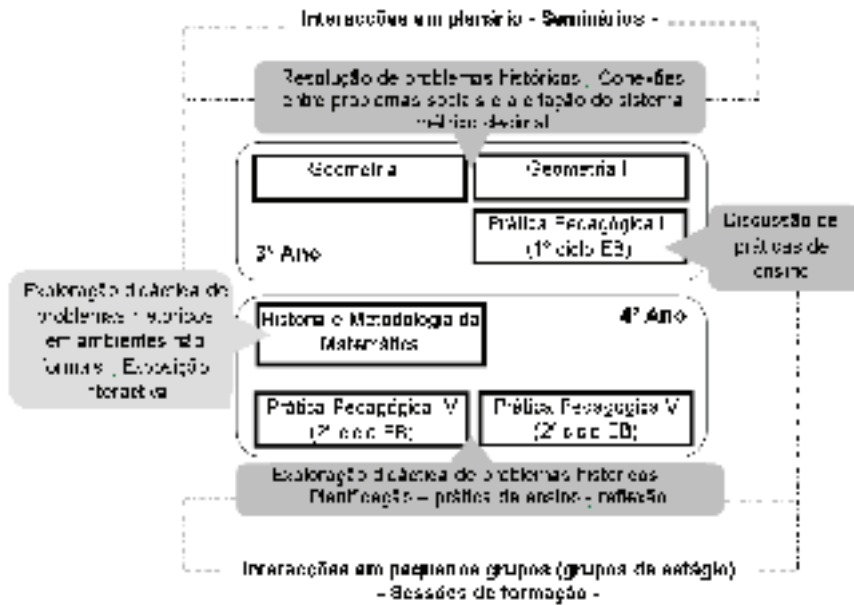 Interacções em plenário - Seminários -
Resolução de problemas históricos , Conexões
entre problemas sociais e a criação do sistema
métrico decimal
Geometria
Geometria I
Prática Pedagógica I
(1º ciclo EB)
3º Ano
Discussão de
práticas de
ensino
Exploração didáctica de
problemas históricos
em ambientes não
formais , Exposição
interactiva
História e Metodologia da
Matemática
4º Ano
Prática Pedagógica
(2º ciclo EB)
Prática Pedagógica V
(2º ciclo EB)
Exploração didáctica de problemas históricos
Planificação – prática de ensino - reflexão
Interacções em pequenos grupos (grupos de estágio)
- Sessões de formação -